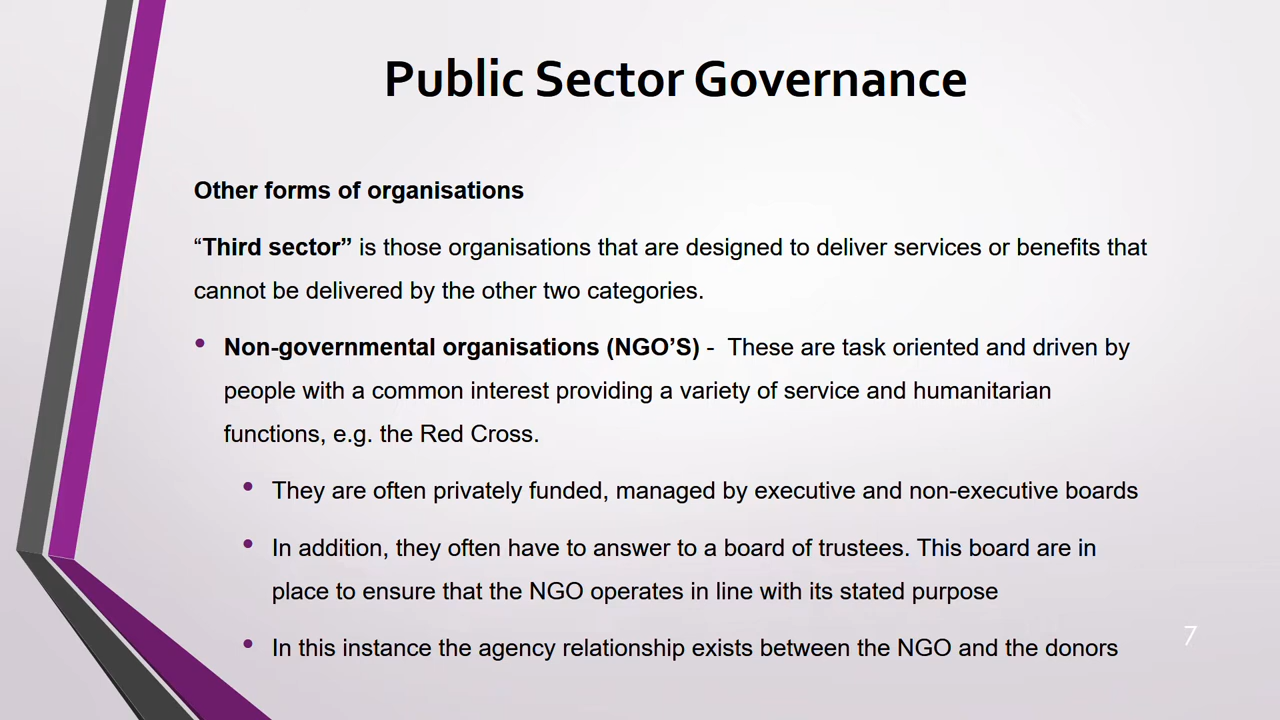 Public Sector Governance
Other forms of organisations
“Third sector” is those organisations that are designed to deliver services or benefits that
cannot be delivered by the other two categories.
• Non-governmental organisations (NGO’S) - These are task oriented and driven by
people with a common interest providing a variety of service and humanitarian
functions, e.g. the Red Cross.
• They are often privately funded, managed by executive and non-executive boards
• In addition, they often have to answer to a board of trustees. This board are in
place to ensure that the NGO operates in line with its stated purpose
• In this instance the agency relationship exists between the NGO and the donors
7